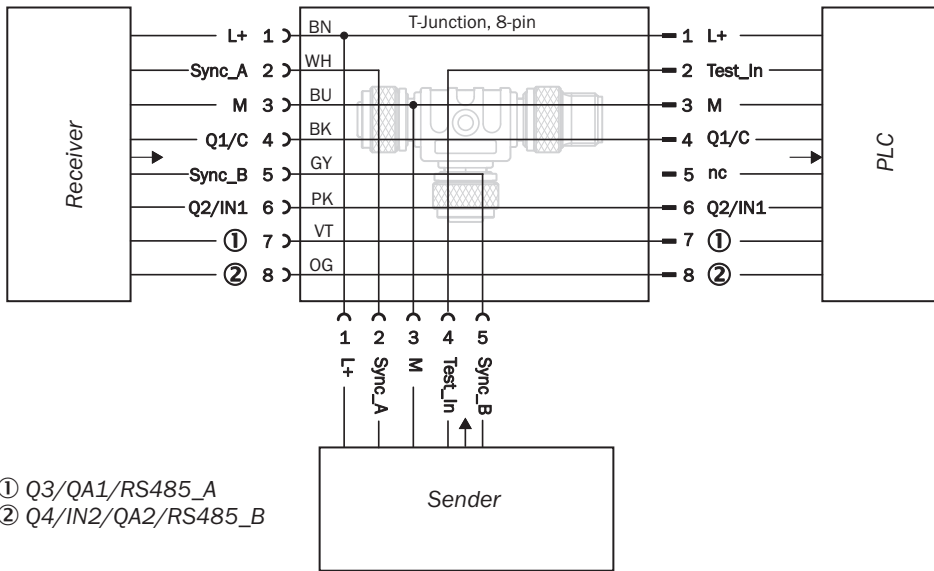 T-Junction, 8-pin
L+ 1 BN 1 L+
Sync_A 2 WH 2 Test_In
M 3 BU 3 M
Q1/C 4 BK 4 Q1/C
Sync_B 5 GY 5 nc
Q2/IN1 6 PK 6 Q2/IN1
① 7 VT 7 ①
② 8 OG 8 ②
Receiver
PLC
1 2 3 4 5
L+ Sync_A M Test_In Sync_B
Sender
① Q3/QA1/RS485_A
② Q4/IN2/QA2/RS485_B